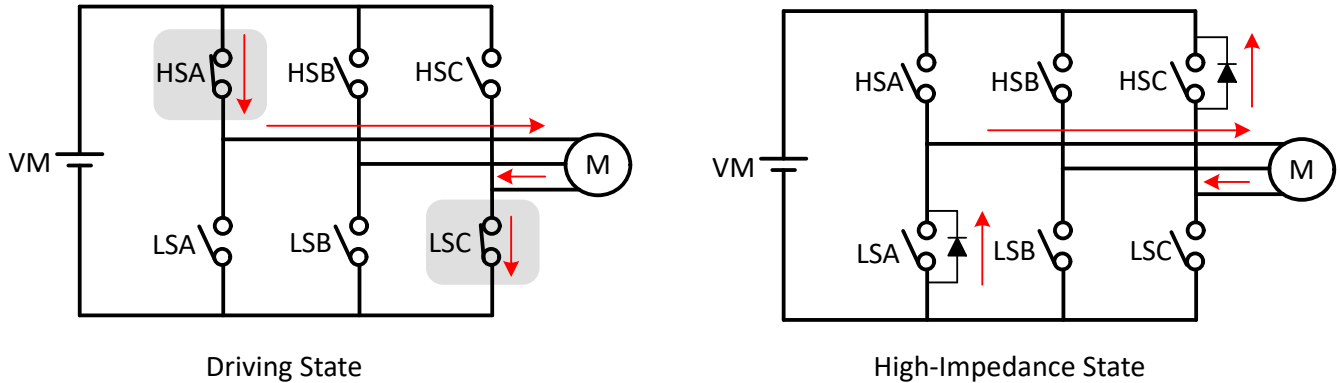 HSA HSB HSC
VM M
LSA LSB LSC
Driving State
HSA HSB HSC
VM M
LSA LSB LSC
High-Impedance State